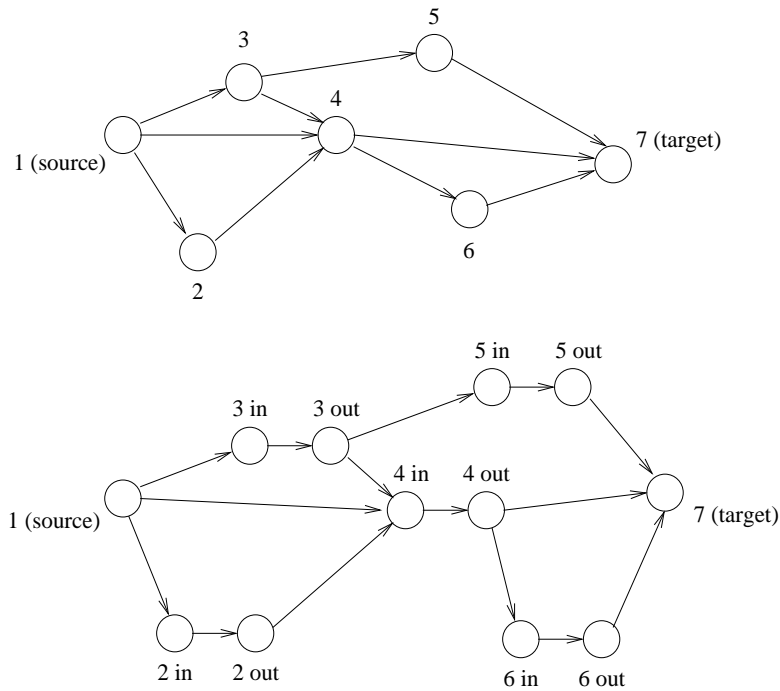 5
3
4
7 (target)
1 (source)
6
2
5 in 5 out
3 in 3 out
4 in 4 out
1 (source)
7 (target)
2 in 2 out
6 in 6 out